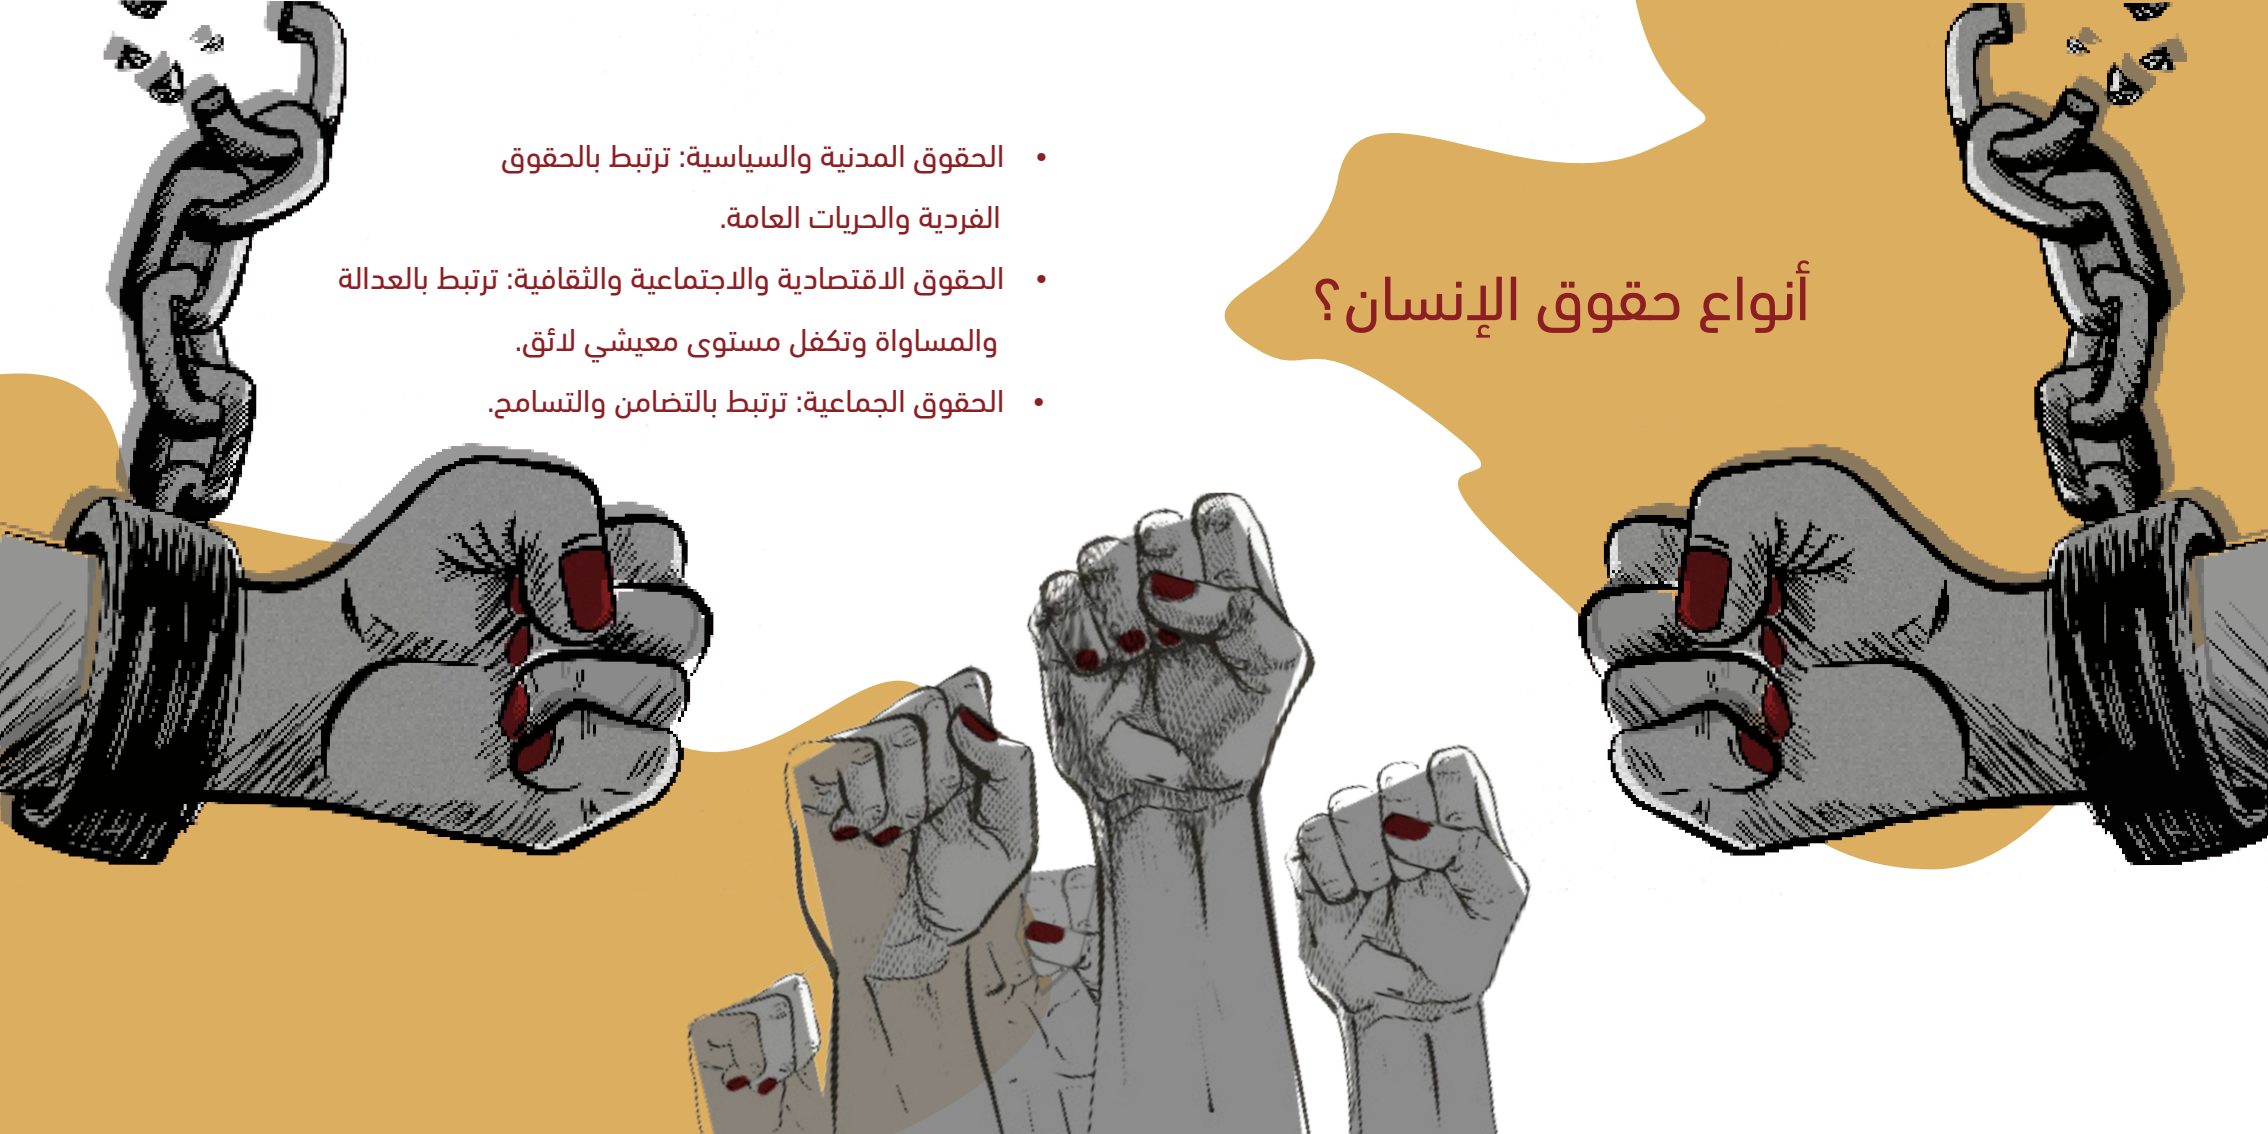 أنواع حقوق الإنسان؟
• الحقوق المدنية والسياسية: ترتبط بالحقوق
الفردية والحريات العامة.
• الحقوق الاقتصادية والاجتماعية والثقافية: ترتبط بالعدالة
والمساواة وتكفل مستوى معيشي لائق.
• الحقوق الجماعية: ترتبط بالتضامن والتسامح.